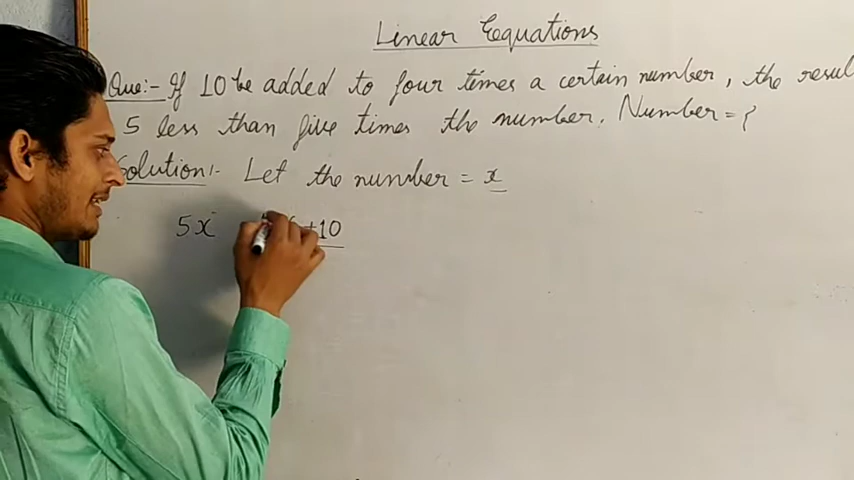 Linear Equations
Que:- If 10 be added to four times a certain number, the resul
5 less than five times the number. Number = ?
Solution:- Let the number = x
5x +10